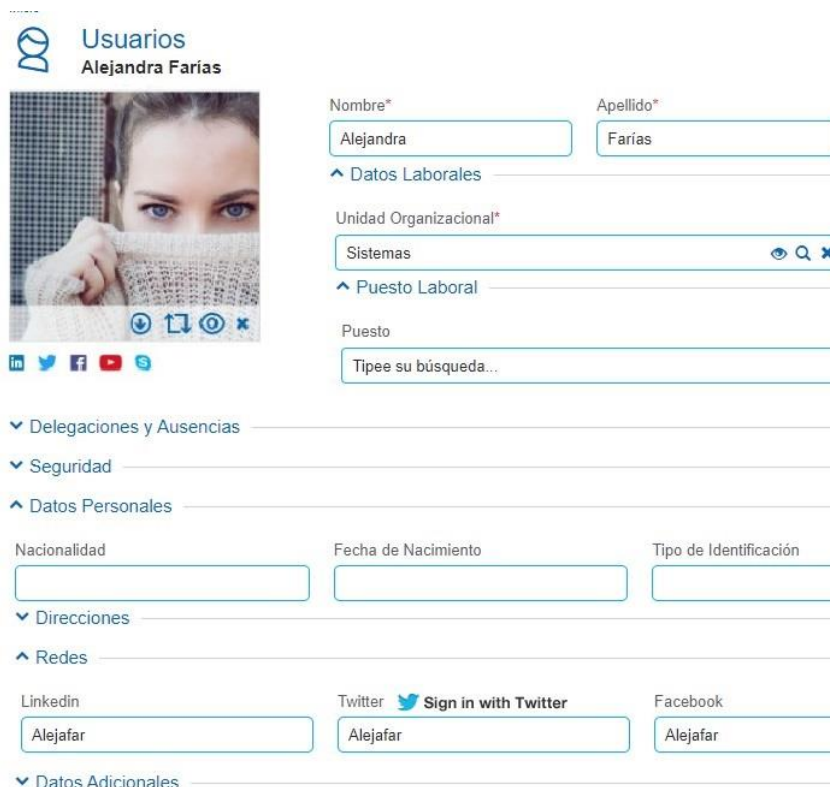 Usuarios
Alejandra Farías
Nombre*
Apellido*
Alejandra
Farías
Datos Laborales
Unidad Organizacional*
Sistemas
Puesto Laboral
Puesto
Tipee su búsqueda...
Delegaciones y Ausencias
Seguridad
Datos Personales
Nacionalidad
Fecha de Nacimiento
Tipo de Identificación
Direcciones
Redes
Linkedin
Twitter Sign in with Twitter
Facebook
Alejafar
Alejafar
Alejafar
Datos Adicionales